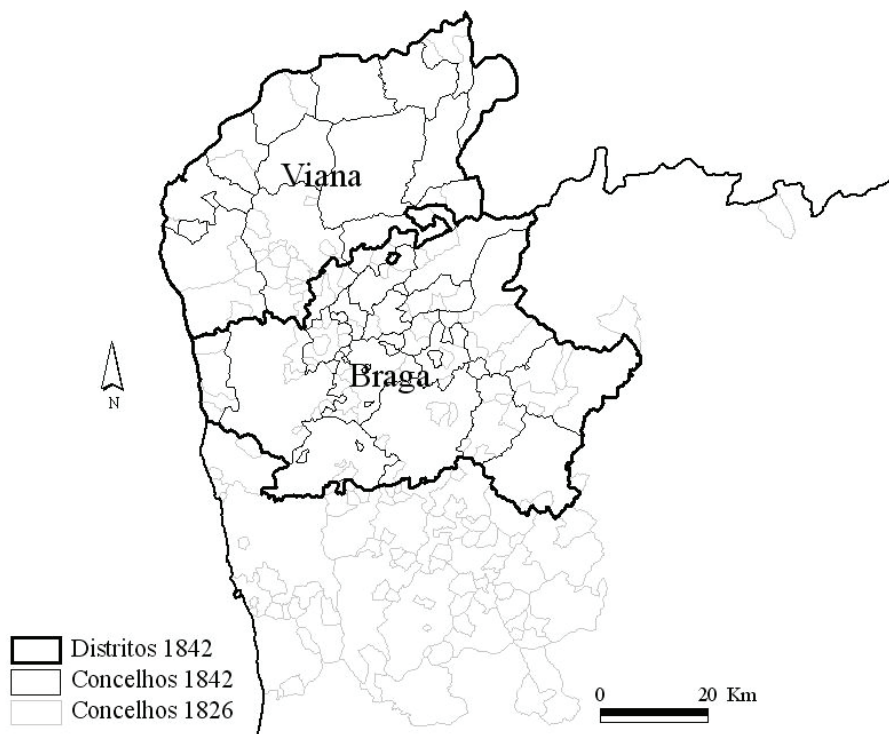 Viana
Braga
N
Distritos 1842
Concelhos 1842
Concelhos 1826
0 20 Km